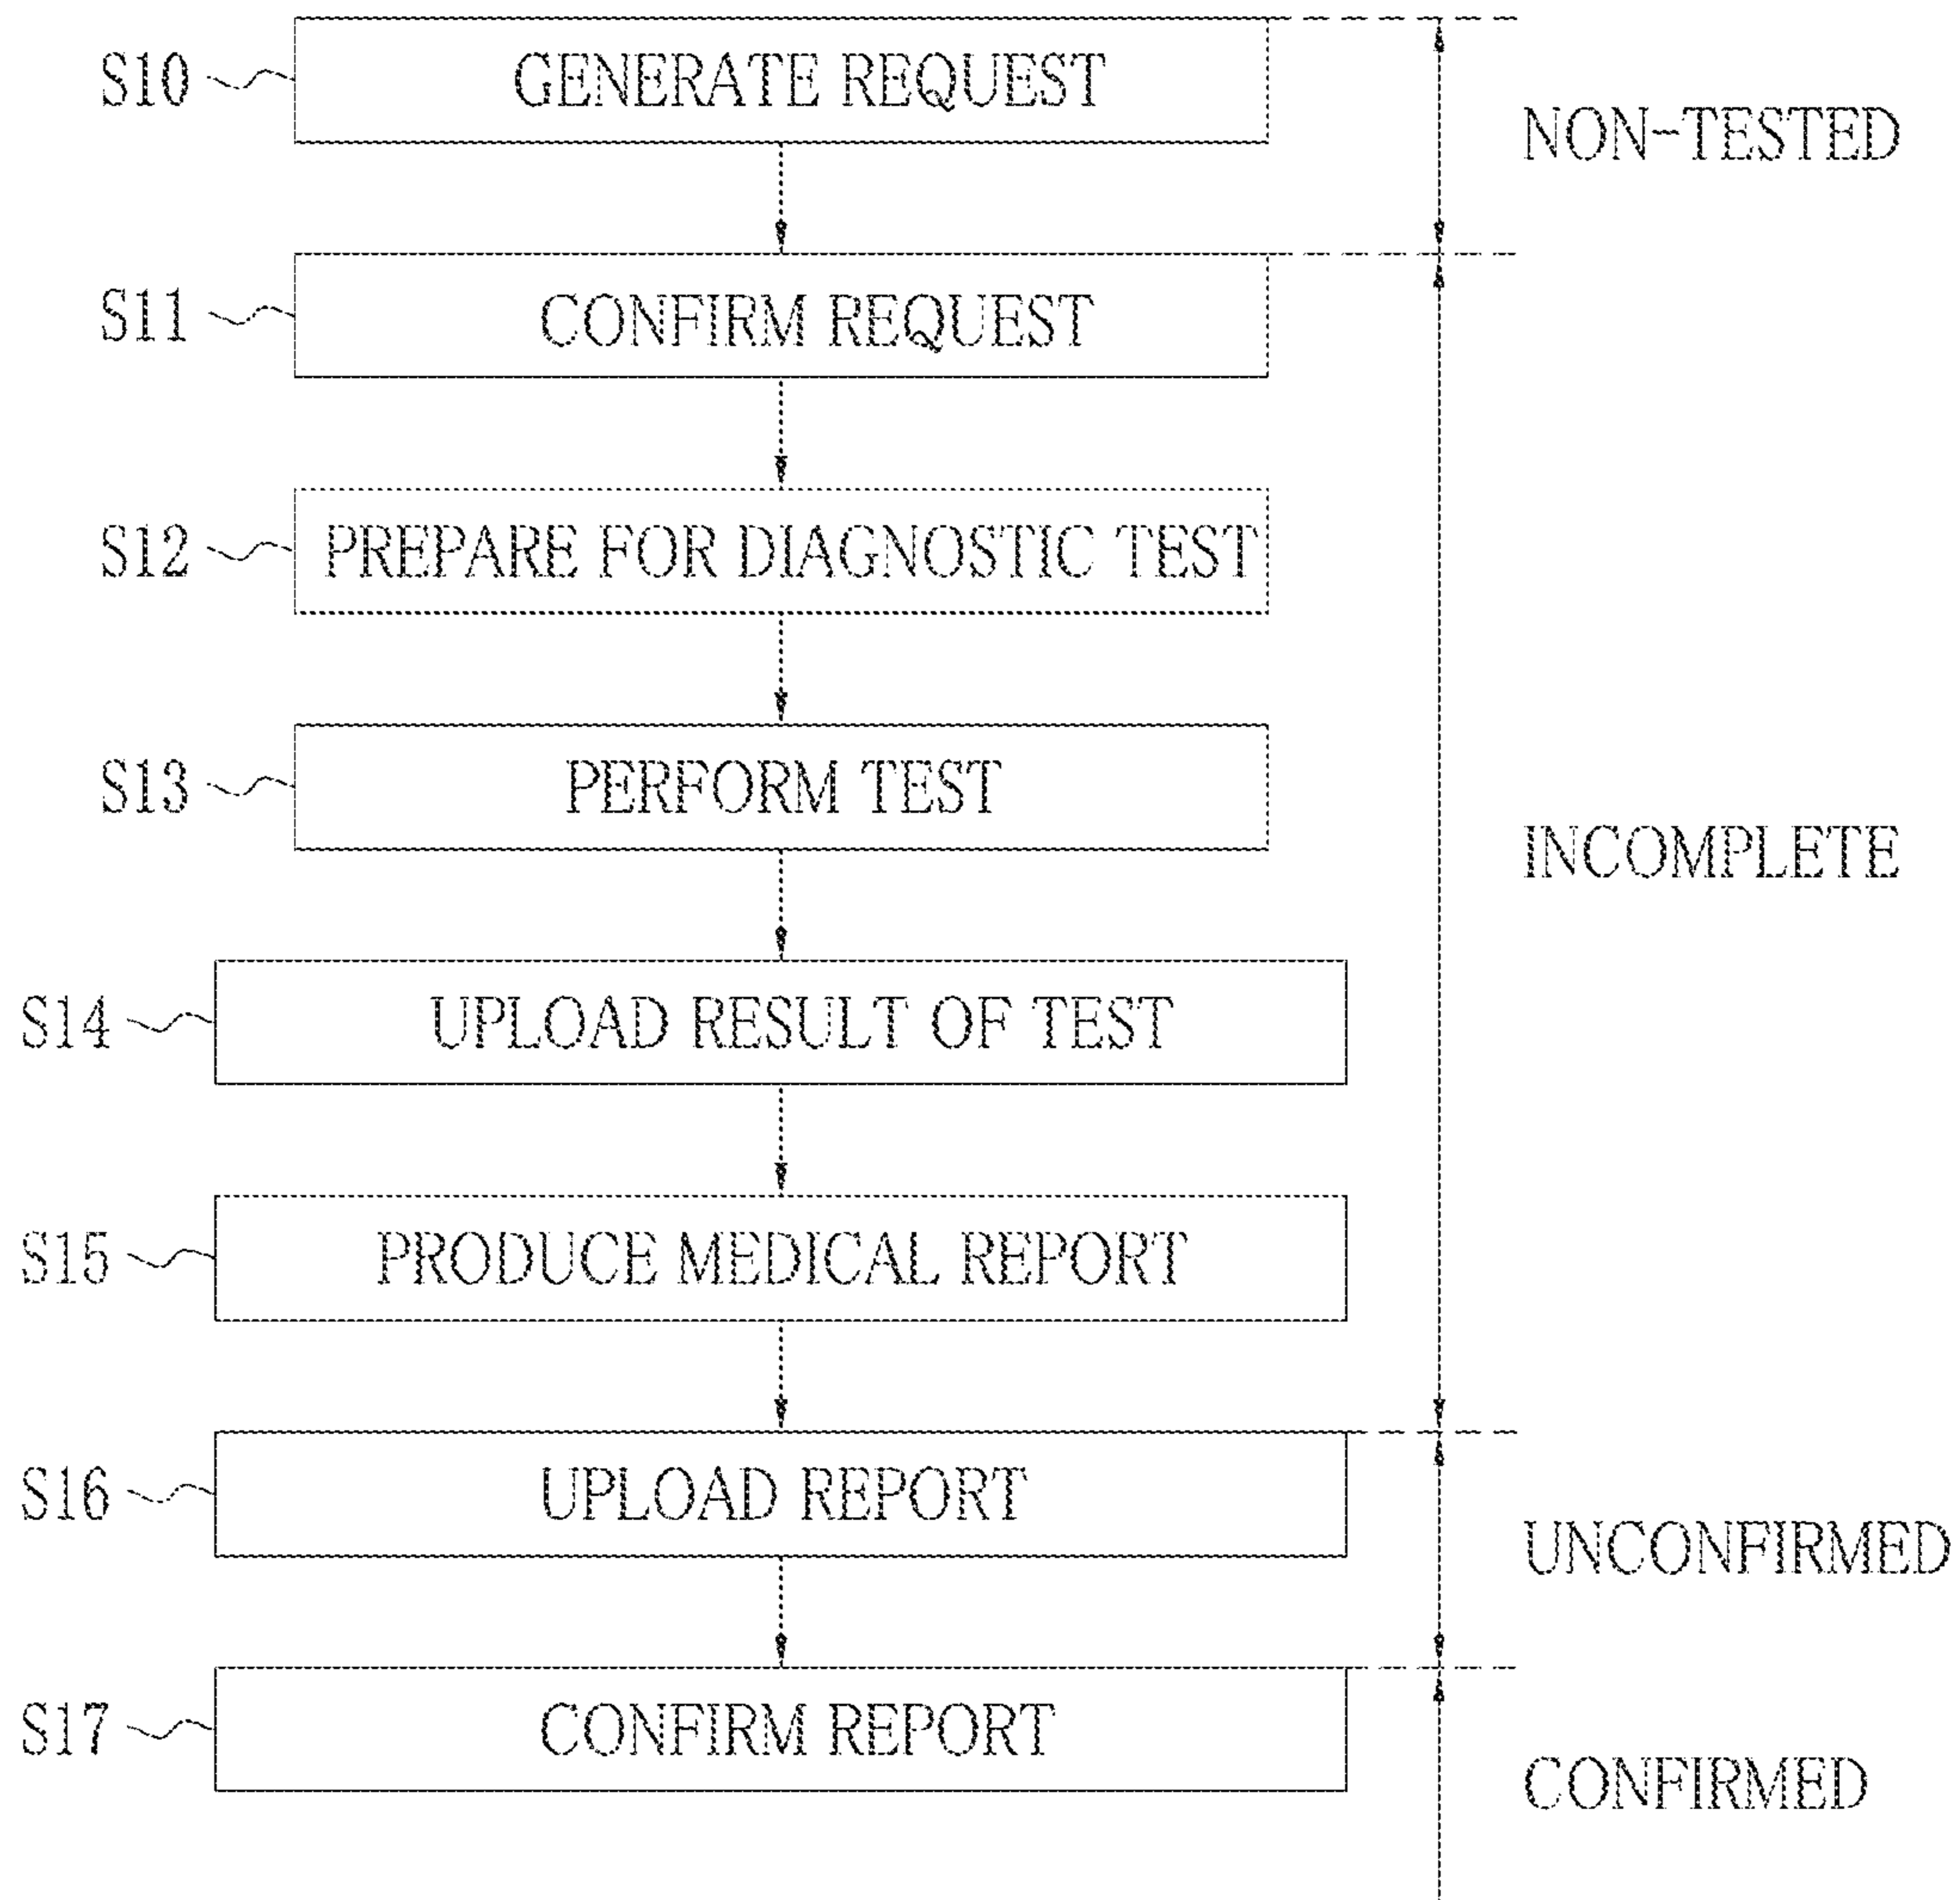 S10 GENERATE REQUEST
NON-TESTED
S11 CONFIRM REQUEST
S12 PREPARE FOR DIAGNOSTIC TEST
S13 PERFORM TEST
INCOMPLETE
S14 UPLOAD RESULT OF TEST
S15 PRODUCE MEDICAL REPORT
S16 UPLOAD REPORT
UNCONFIRMED
S17 CONFIRM REPORT
CONFIRMED